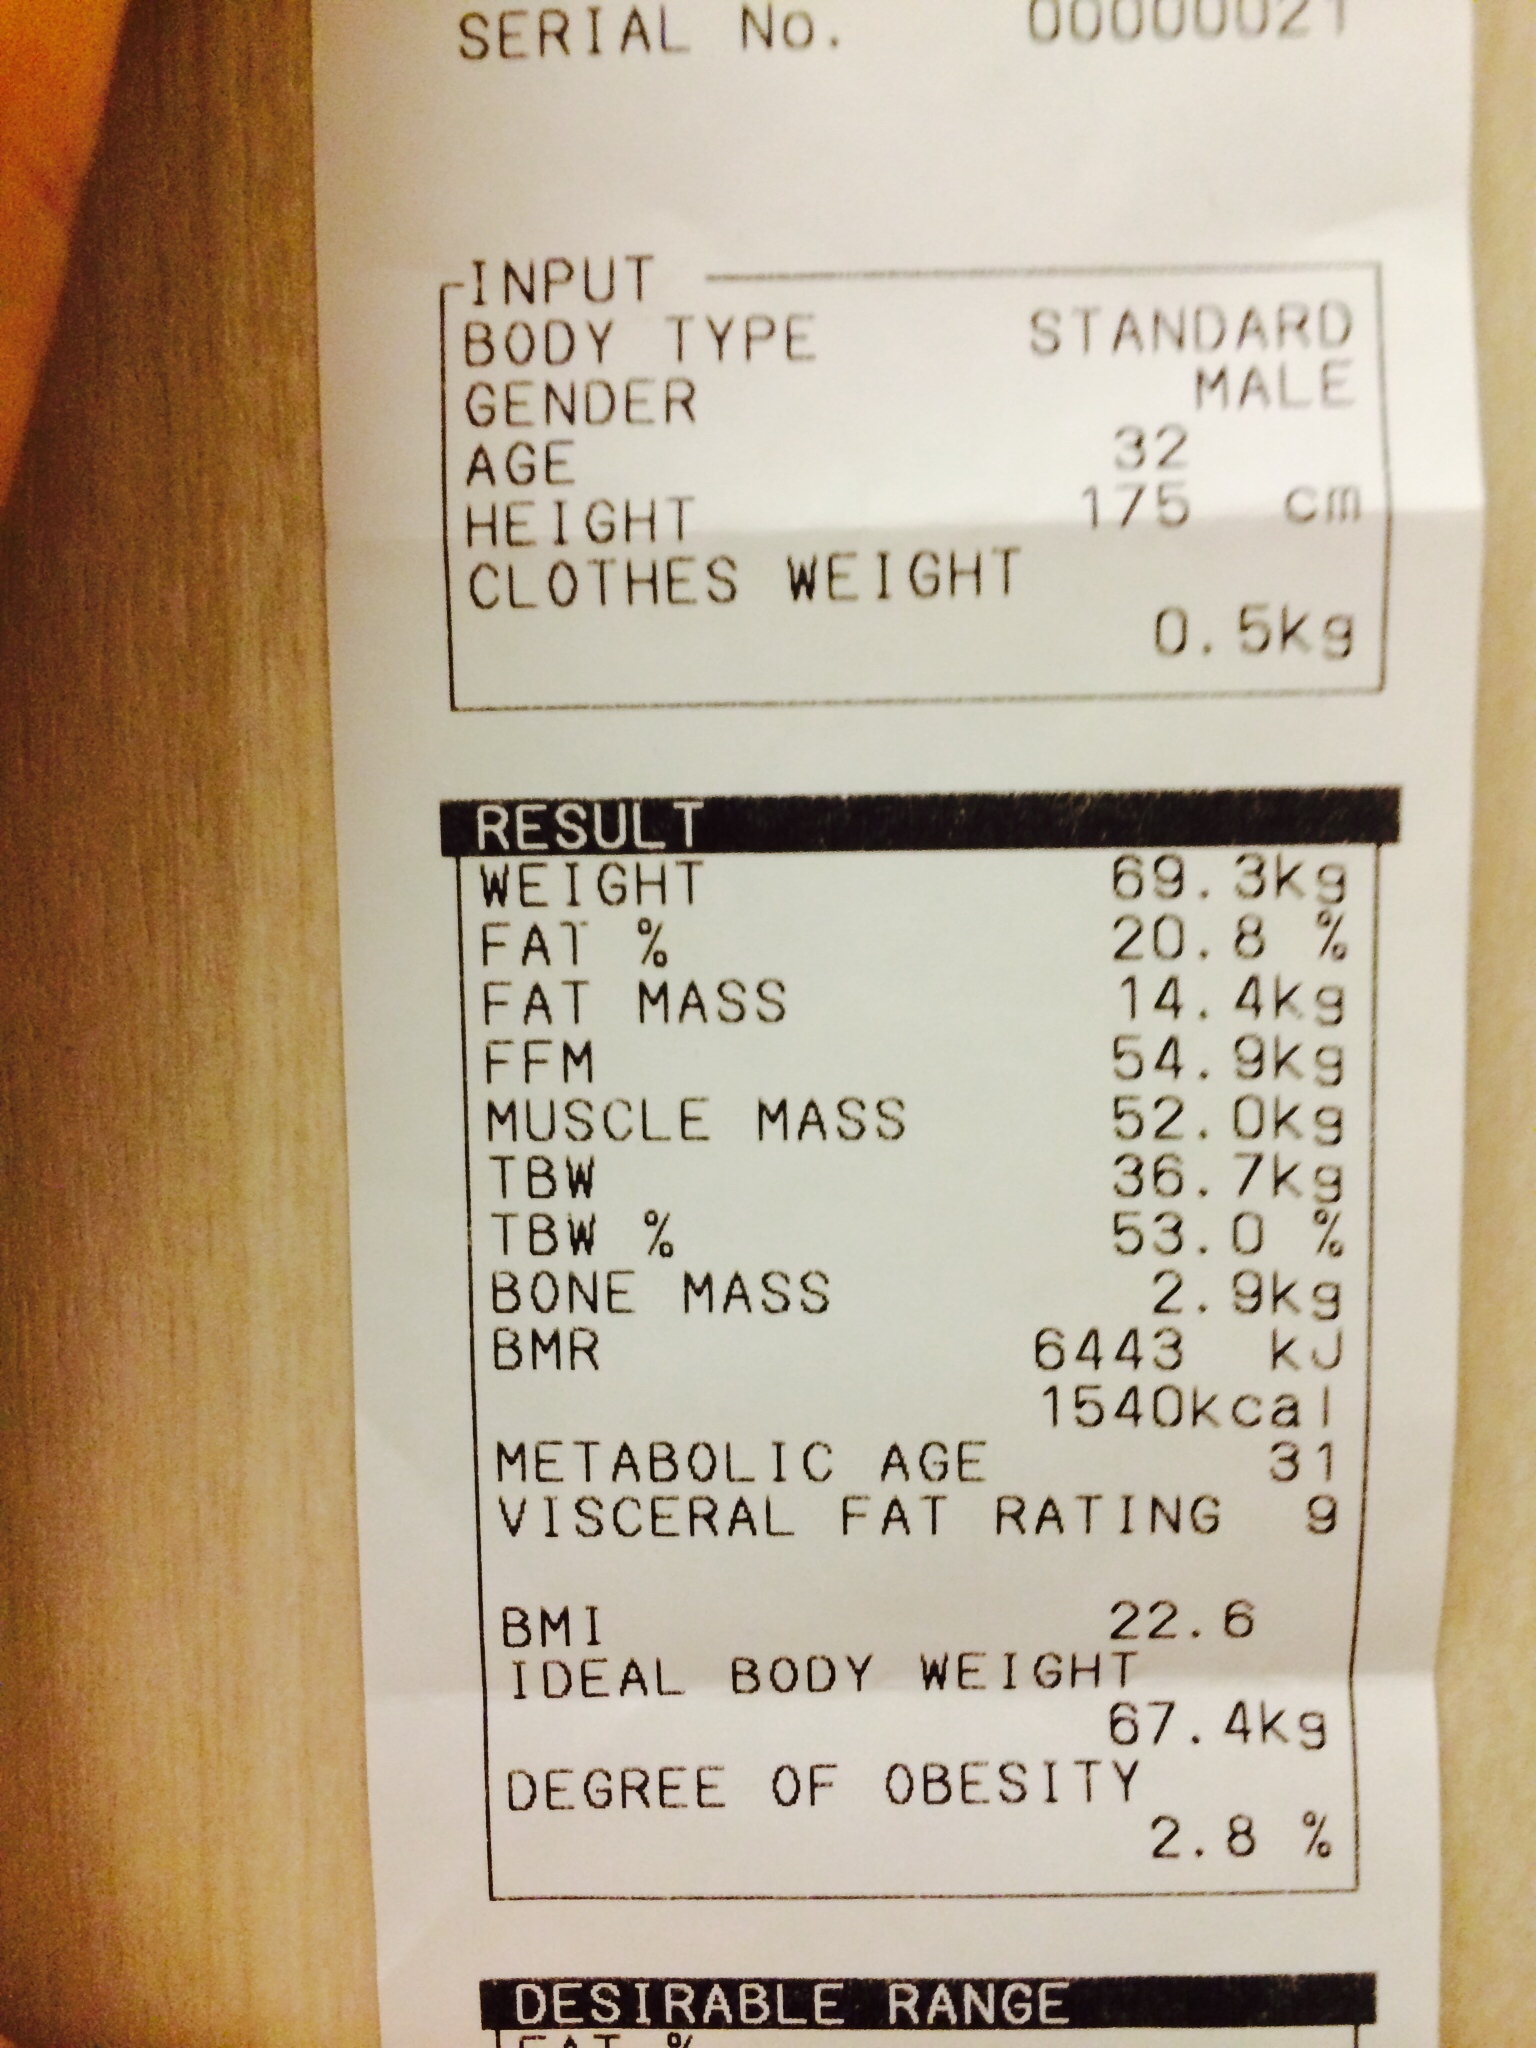 SERIAL No. 00000021
INPUT
BODY TYPE STANDARD
GENDER MALE
AGE 32
HEIGHT 175 cm
CLOTHES WEIGHT
0.5kg
RESULT
WEIGHT 69.3kg
FAT % 20.8 %
FAT MASS 14.4kg
FFM 54.9kg
MUSCLE MASS 52.0kg
TBW 36.7kg
TBW % 53.0 %
BONE MASS 2.9kg
BMR 6443 kJ
1540kcal
METABOLIC AGE 31
VISCERAL FAT RATING 9
BMI 22.6
IDEAL BODY WEIGHT
67.4kg
DEGREE OF OBESITY
2.8 %
DESIRABLE RANGE
FAT %